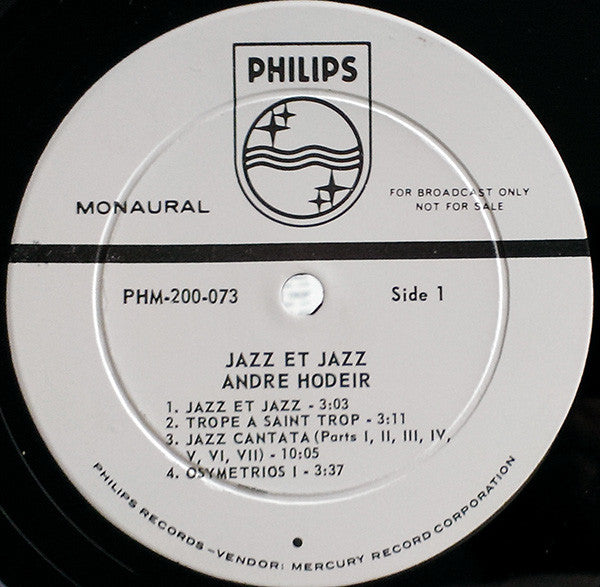 PHILIPS
MONAURAL
FOR BROADCAST ONLY
NOT FOR SALE
PHM-200-073
Side 1
JAZZ ET JAZZ
ANDRE HODEIR
1. JAZZ ET JAZZ - 3:03
2. TROPE A SAINT TROP - 3:11
3. JAZZ CANTATA (Parts I, II, III, IV,
V, VI, VII) - 10:05
4. OSYMETRIOS I - 3:37
PHILIPS RECORDS—VENDOR: MERCURY RECORD CORPORATION